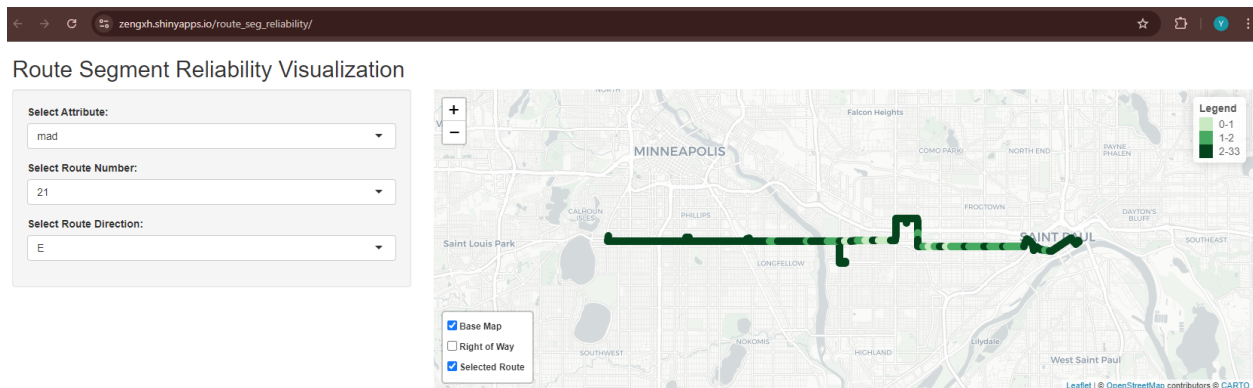 zengxh.shinyapps.io/route_seg_reliability/
Y
Route Segment Reliability Visualization
Select Attribute:
mad
Select Route Number:
21
Select Route Direction:
E
+
−
Legend
0-1
1-2
2-33
NORTH
Falcon Heights
MINNEAPOLIS
COMO PARK
NORTH END
PAYNE
PHALEN
CALHOUN
ISLES
PHILLIPS
FROGTOWN
DAYTON'S
BLUFF
Saint Louis Park
SAINT PAUL
SOUTHEAST
LONGFELLOW
Base Map
Right of Way
Selected Route
SOUTHWEST
NOKOMIS
HIGHLAND
Lilydale
West Saint Paul
Leaflet | © OpenStreetMap contributors © CARTO